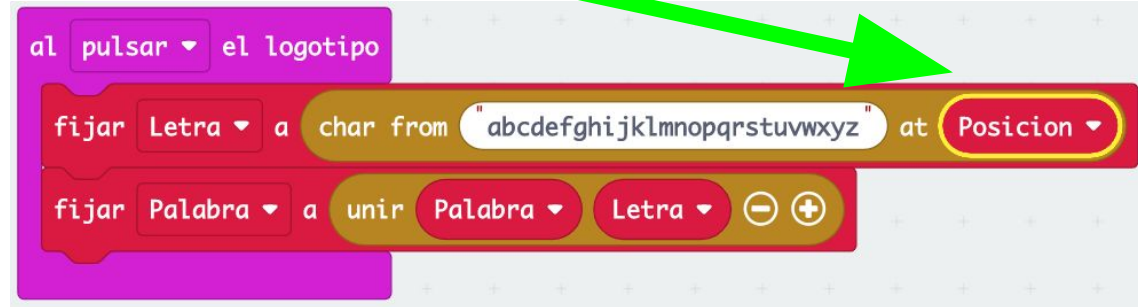 al pulsar el logotipo
fijar Letra a char from "abcdefghijklmnopqrstuvwxyz" at Posicion
fijar Palabra a unir Palabra Letra